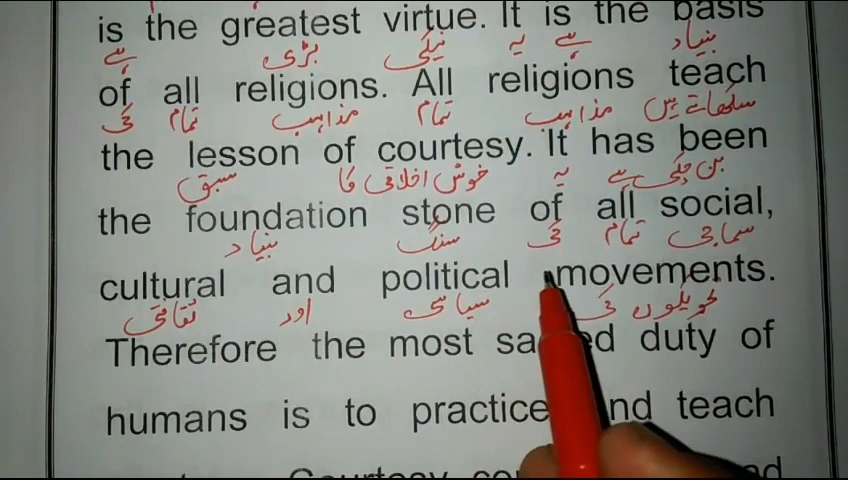 is the greatest virtue. It is the basis
ہے بڑی نیکی یہ ہے بنیاد
of all religions. All religions teach
کی تمام مذاہب تمام مذاہب سکھاتے ہیں
the lesson of courtesy. It has been
سبق خوش اخلاقی کا یہ بن چکی ہے
the foundation stone of all social,
بنیاد سنگ کی تمام سماجی
cultural and political movements.
ثقافتی اور سیاسی تحریکوں کی
Therefore the most duty of
humans is to practice teach